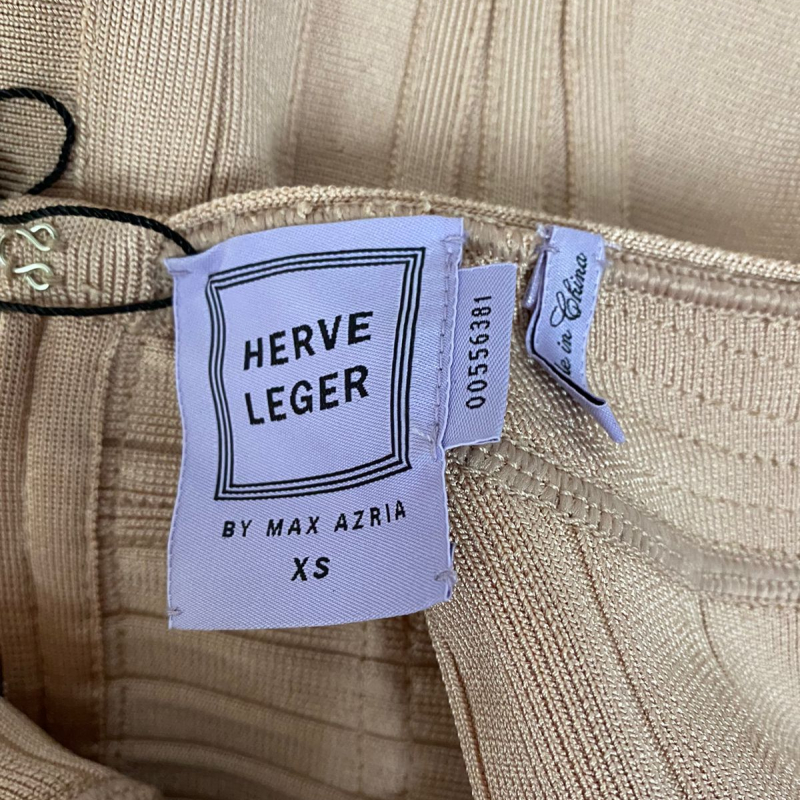 HERVE
LEGER
BY MAX AZRIA
XS
00556381
in China